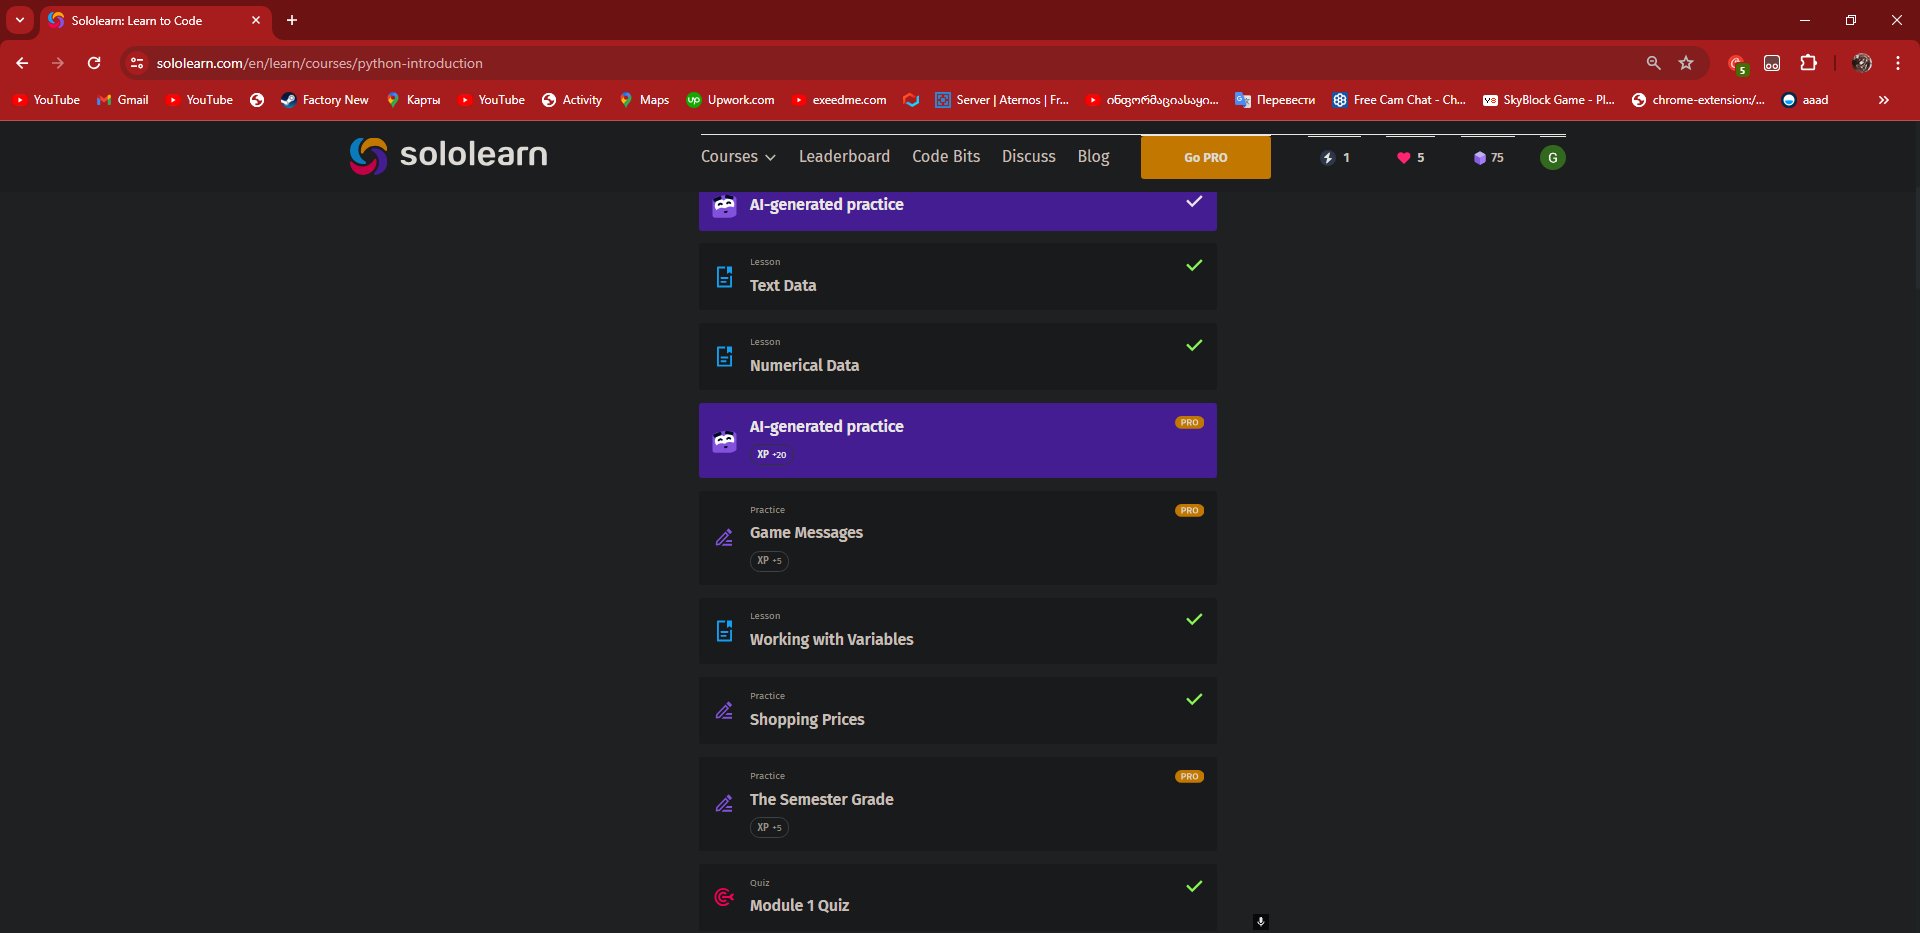 Sololearn: Learn to Code
sololearn.com/en/learn/courses/python-introduction
5
YouTube Gmail YouTube Factory New Карты YouTube Activity Maps Upwork.com exeedme.com Server | Aternos | Fr... ინფორმაციასაყი... Перевести Free Cam Chat - Ch... SkyBlock Game - Pl... chrome-extension:/... aaad
sololearn Courses Leaderboard Code Bits Discuss Blog Go PRO 1 5 75 G
AI-generated practice
Lesson
Text Data
Lesson
Numerical Data
AI-generated practice PRO
XP +20
Practice PRO
Game Messages
XP +5
Lesson
Working with Variables
Practice
Shopping Prices
Practice PRO
The Semester Grade
XP +5
Quiz
Module 1 Quiz